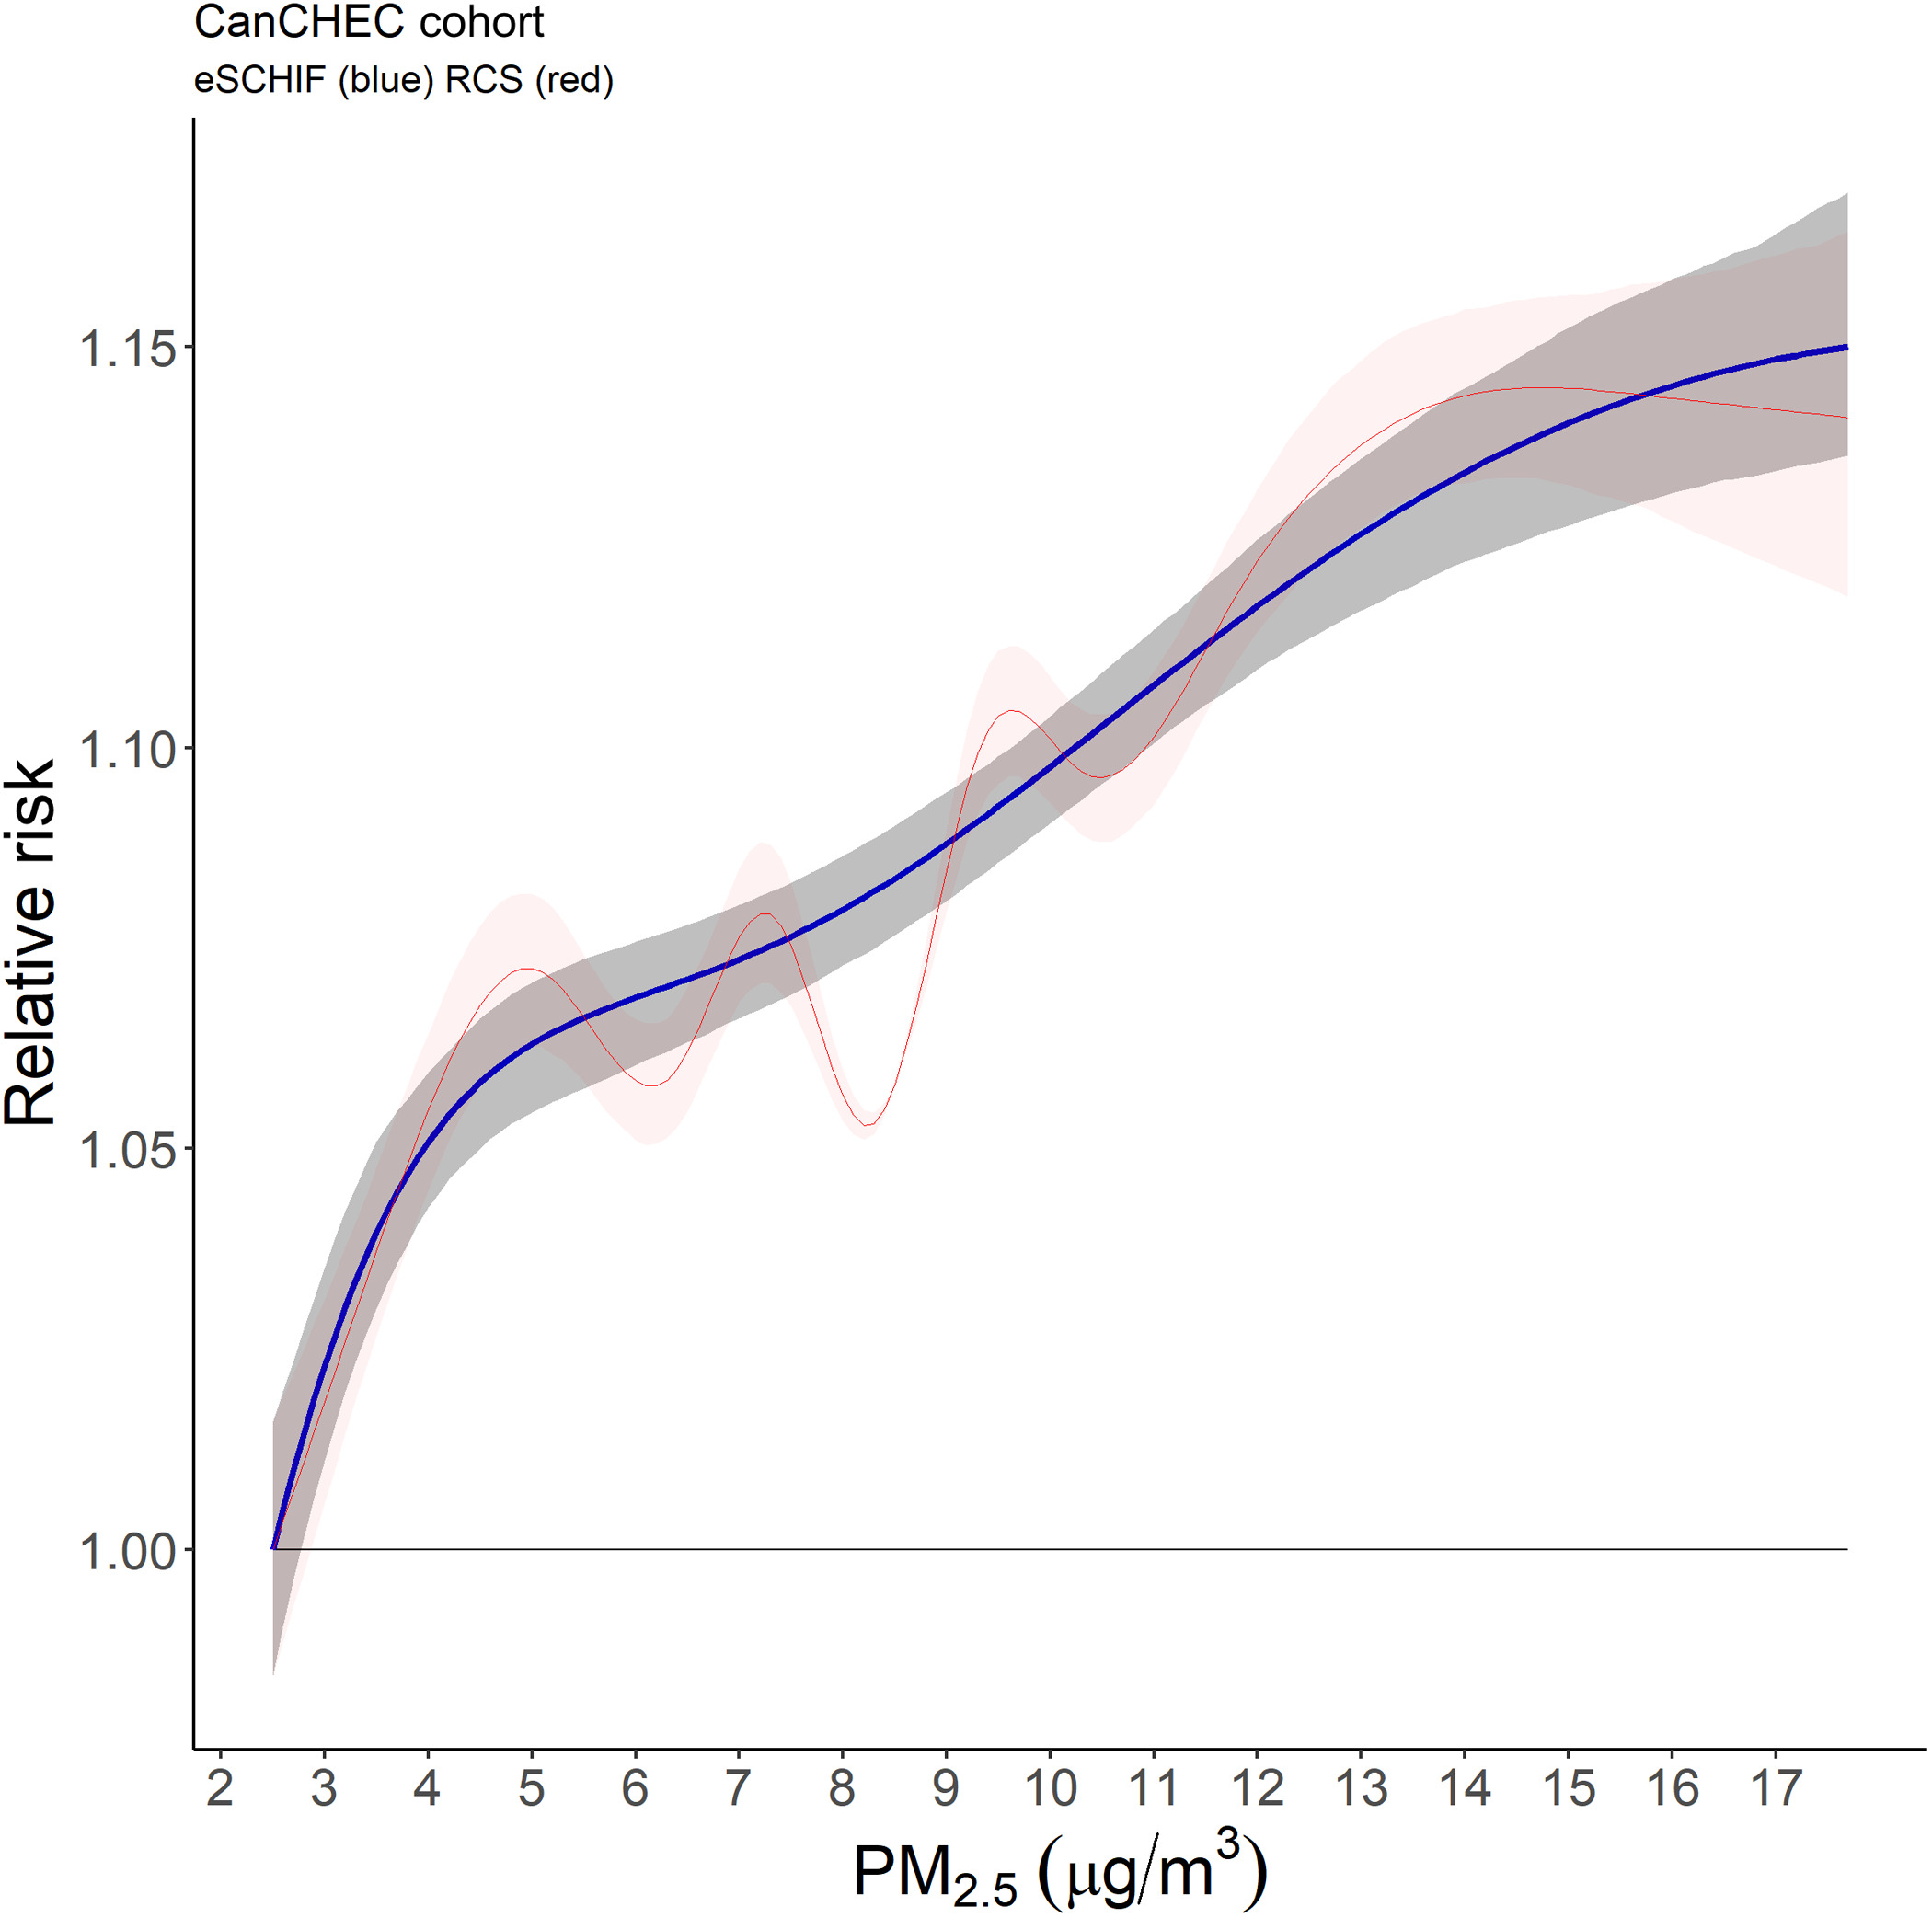 CanCHEC cohort
eSCHIF (blue) RCS (red)
Relative risk
1.15
1.10
1.05
1.00
2 3 4 5 6 7 8 9 10 11 12 13 14 15 16 17
PM2.5 (μg/m3)